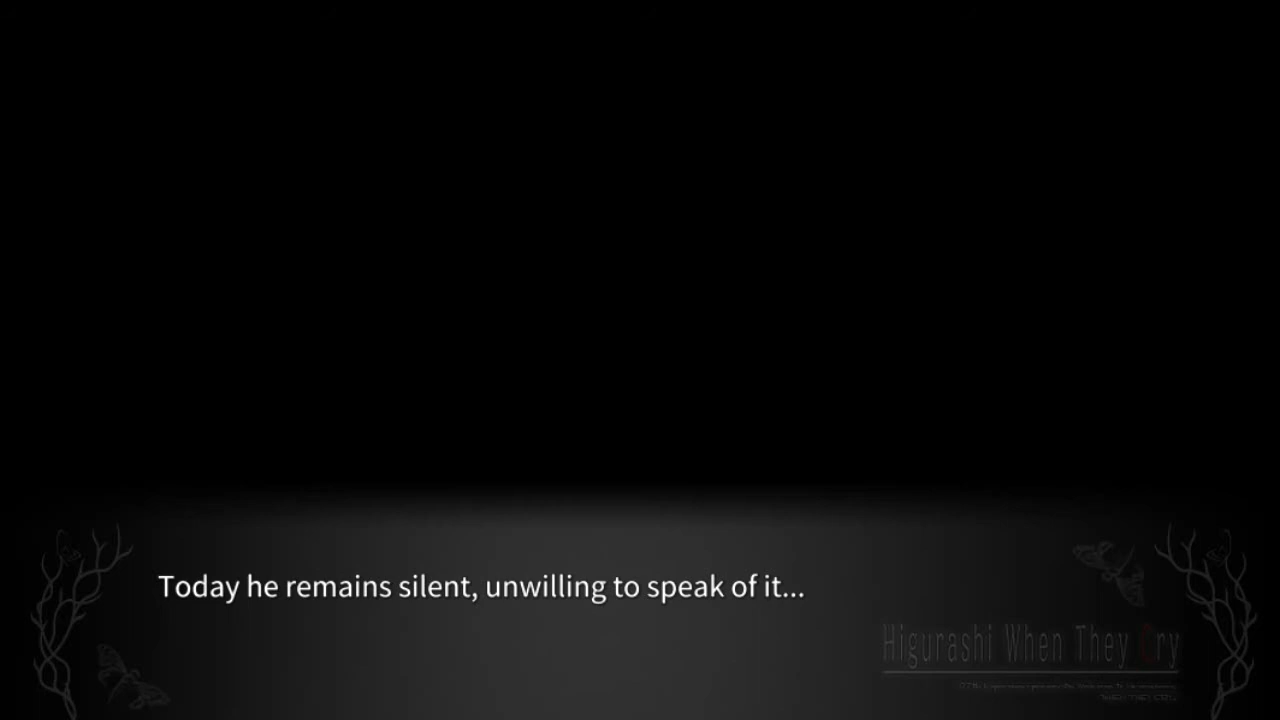 Today he remains silent, unwilling to speak of it...
Higurashi When They Cry